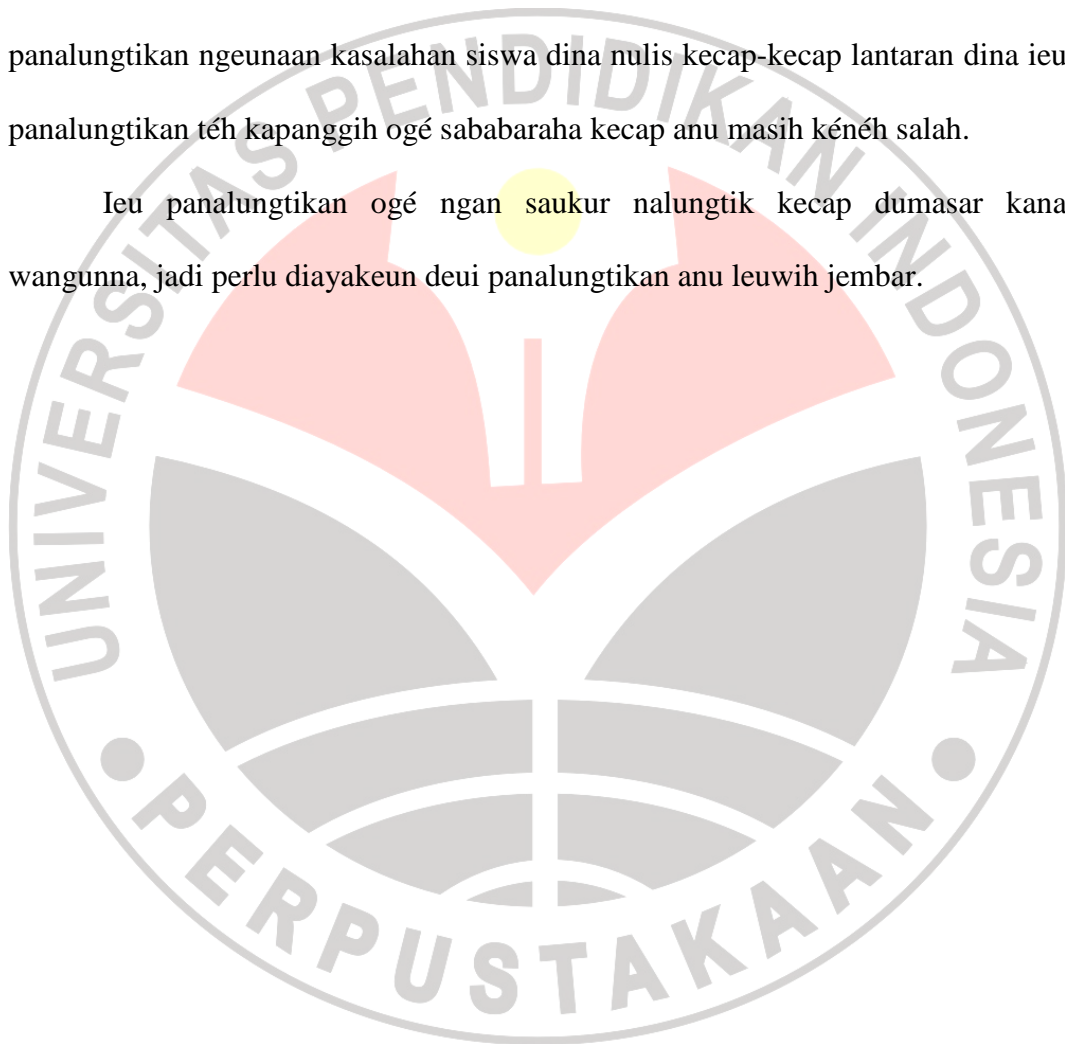 panalungtikan ngeunaan kasalahan siswa dina nulis kecap-kecap lantaran dina ieu
panalungtikan téh kapanggih ogé sababaraha kecap anu masih kénéh salah.
Ieu panalungtikan ogé ngan saukur nalungtik kecap dumasar kana
wangunna, jadi perlu diayakeun deui panalungtikan anu leuwih jembar.
UNIVERSITAS PENDIDIKAN INDONESIA
PERPUSTAKAAN